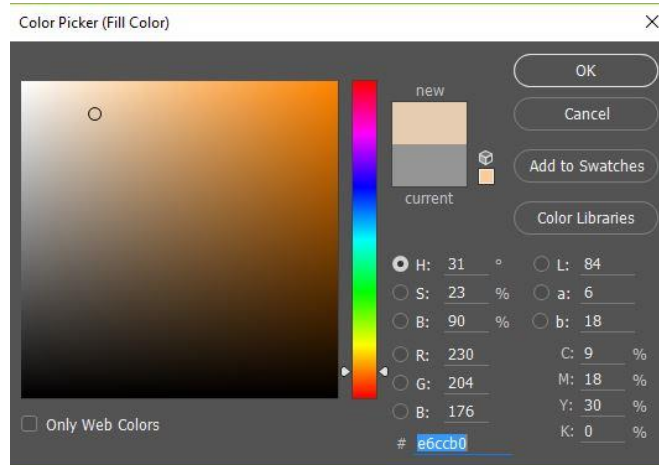 Color Picker (Fill Color)
new
current
OK
Cancel
Add to Swatches
Color Libraries
H: 31 °
S: 23 %
B: 90 %
R: 230
G: 204
B: 176
# e6ccb0
L: 84
a: 6
b: 18
C: 9 %
M: 18 %
Y: 30 %
K: 0 %
Only Web Colors